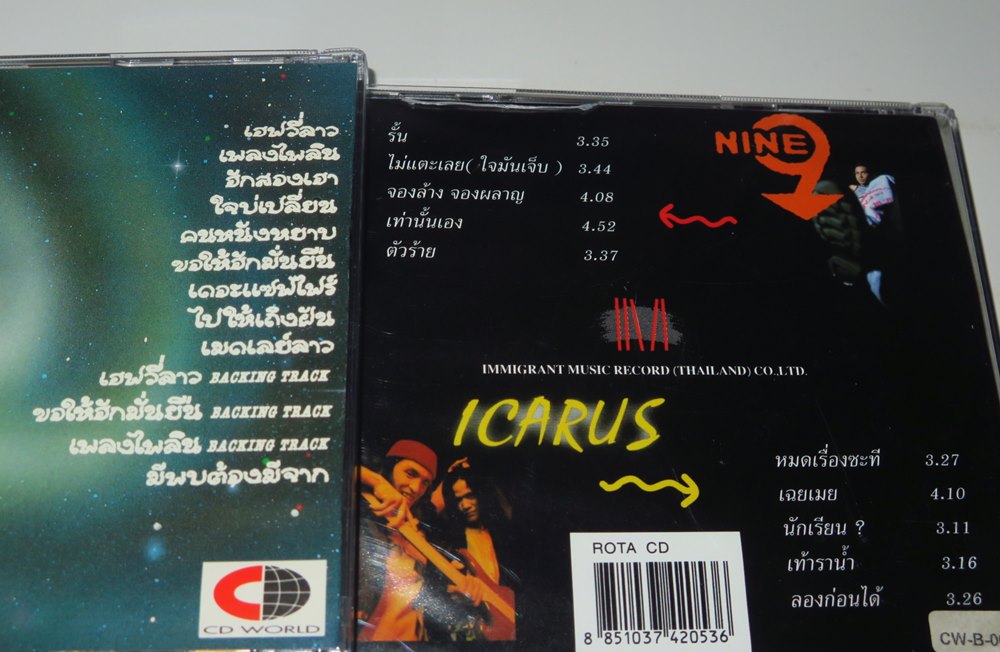 เฮฟวี่ลาว
เพลงไพลิน
ฮักสองเฮา
ใจบ่เปลี่ยน
คนหนังหยาบ
ขอให้ฮักมั่นยืน
เดอะแซฟไฟร์
ไปให้เถิงฝัน
เมดเลย์ลาว
เฮฟวี่ลาว BACKING TRACK
ขอให้ฮักมั่นยืน BACKING TRACK
เพลงไพลิน BACKING TRACK
มีพบต้องมีจาก
CD WORLD
NINE 9
รั้น 3.35
ไม่แตะเลย( ใจมันเจ็บ ) 3.44
จองล้าง จองผลาญ 4.08
เท่านั้นเอง 4.52
ตัวร้าย 3.37
IMMIGRANT MUSIC RECORD (THAILAND) CO.,LTD.
ICARUS
หมดเรื่องซะที 3.27
เฉยเมย 4.10
นักเรียน ? 3.11
เท้าราน้ำ 3.16
ลองก่อนได้ 3.26
ROTA CD
8 851037 420536